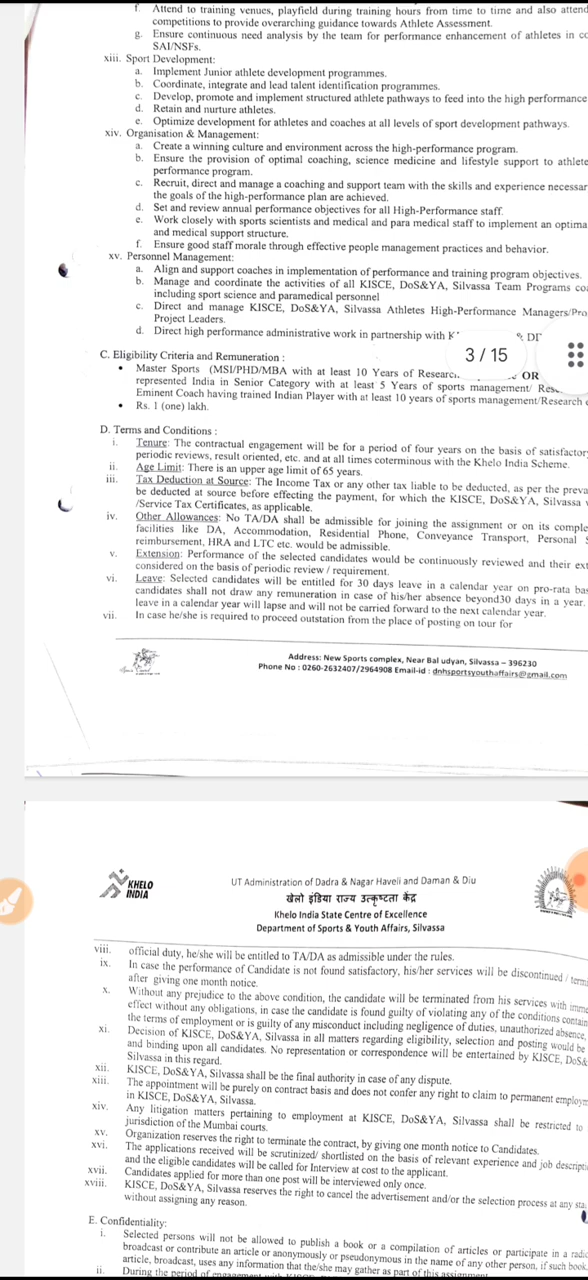 f. Attend to training venues, playfield during training hours from time to time and also attend
competitions to provide overarching guidance towards Athlete Assessment.
g. Ensure continuous need analysis by the team for performance enhancement of athletes in
SAI/NSFs.
xiii. Sport Development:
a. Implement Junior athlete development programmes.
b. Coordinate, integrate and lead talent identification programmes.
c. Develop, promote and implement structured athlete pathways to feed into the high performance
d. Retain and nurture athletes.
e. Optimize development for athletes and coaches at all levels of sport development pathways.
xiv. Organisation & Management:
a. Create a winning culture and environment across the high-performance program.
b. Ensure the provision of optimal coaching, science medicine and lifestyle support to athlete
performance program.
c. Recruit, direct and manage a coaching and support team with the skills and experience necessar
the goals of the high-performance plan are achieved.
d. Set and review annual performance objectives for all High-Performance staff.
e. Work closely with sports scientists and medical and para medical staff to implement an optima
and medical support structure.
f. Ensure good staff morale through effective people management practices and behavior.
xv. Personnel Management:
a. Align and support coaches in implementation of performance and training program objectives.
b. Manage and coordinate the activities of all KISCE, DoS&YA, Silvassa Team Programs co
including sport science and paramedical personnel
c. Direct and manage KISCE, DoS&YA, Silvassa Athletes High-Performance Managers/Pro
Project Leaders.
d. Direct high performance administrative work in partnership with
3 / 15
C. Eligibility Criteria and Remuneration :
• Master Sports (MSI/PHD/MBA with at least 10 Years of OR
represented India in Senior Category with at least 5 Years of sports management/
Eminent Coach having trained Indian Player with at least 10 years of sports management/Research
• Rs. 1 (one) lakh.
D. Terms and Conditions :
i. Tenure: The contractual engagement will be for a period of four years on the basis of satisfactor
periodic reviews, result oriented, etc. and at all times coterminous with the Khelo India Scheme.
ii. Age Limit: There is an upper age limit of 65 years.
iii. Tax Deduction at Source: The Income Tax or any other tax liable to be deducted, as per the preva
be deducted at source before effecting the payment, for which the KISCE, DoS&YA, Silvassa
/Service Tax Certificates, as applicable.
iv. Other Allowances: No TA/DA shall be admissible for joining the assignment or on its comple
facilities like DA, Accommodation, Residential Phone, Conveyance Transport, Personal S
reimbursement, HRA and LTC etc. would be admissible.
v. Extension: Performance of the selected candidates would be continuously reviewed and their ext
considered on the basis of periodic review / requirement.
vi. Leave: Selected candidates will be entitled for 30 days leave in a calendar year on pro-rata bas
candidates shall not draw any remuneration in case of his/her absence beyond30 days in a year.
leave in a calendar year will lapse and will not be carried forward to the next calendar year.
vii. In case he/she is required to proceed outstation from the place of posting on tour for
Address: New Sports complex, Near Bal udyan, Silvassa – 396230
Phone No : 0260-2632407/2964908 Email-id : dnhsportsyouthaffairs@gmail.com
KHELO
INDIA
UT Administration of Dadra & Nagar Haveli and Daman & Diu
खेलो इंडिया राज्य उत्कृष्टता केंद्र
Khelo India State Centre of Excellence
Department of Sports & Youth Affairs, Silvassa
viii. official duty, he/she will be entitled to TA/DA as admissible under the rules.
ix. In case the performance of Candidate is not found satisfactory, his/her services will be discontinued / term
after giving one month notice.
x. Without any prejudice to the above condition, the candidate will be terminated from his services with imme
effect without any obligations, in case the candidate is found guilty of violating any of the conditions contain
the terms of employment or is guilty of any misconduct including negligence of duties, unauthorized absence,
xi. Decision of KISCE, DoS&YA, Silvassa in all matters regarding eligibility, selection and posting would be
and binding upon all candidates. No representation or correspondence will be entertained by KISCE, DoS&
Silvassa in this regard.
xii. KISCE, DoS&YA, Silvassa shall be the final authority in case of any dispute.
xiii. The appointment will be purely on contract basis and does not confer any right to claim to permanent employm
in KISCE, DoS&YA, Silvassa.
xiv. Any litigation matters pertaining to employment at KISCE, DoS&YA, Silvassa shall be restricted to
jurisdiction of the Mumbai courts.
xv. Organization reserves the right to terminate the contract, by giving one month notice to Candidates.
xvi. The applications received will be scrutinized/ shortlisted on the basis of relevant experience and job descripti
and the eligible candidates will be called for Interview at cost to the applicant.
xvii. Candidates applied for more than one post will be interviewed only once.
xviii. KISCE, DoS&YA, Silvassa reserves the right to cancel the advertisement and/or the selection process at any sta
without assigning any reason.
E. Confidentiality:
i. Selected persons will not be allowed to publish a book or a compilation of articles or participate in a radi
broadcast or contribute an article or anonymously or pseudonymous in the name of any other person, if such book
article, broadcast, uses any information that the/she may gather as part of this assignment.
ii. During the period of